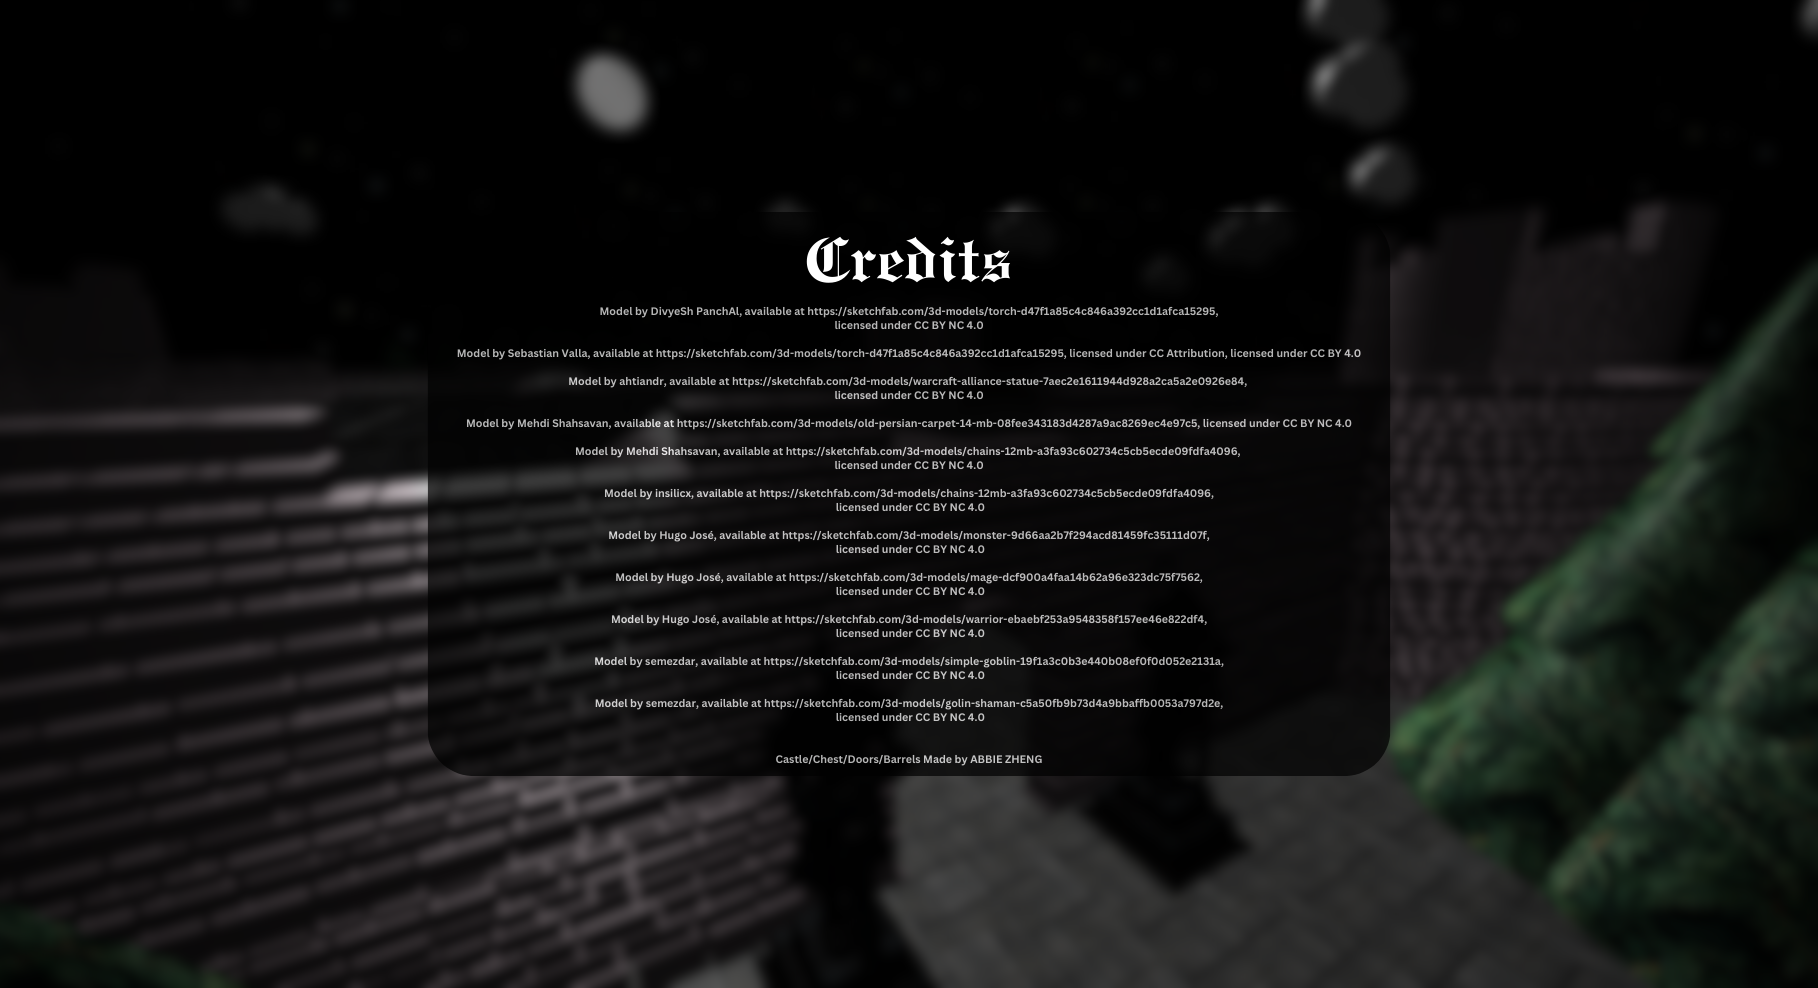 Credits
Model by DivyeSh PanchAl, available at https://sketchfab.com/3d-models/torch-d47f1a85c4c846a392cc1d1afca15295,
licensed under CC BY NC 4.0
Model by Sebastian Valla, available at https://sketchfab.com/3d-models/torch-d47f1a85c4c846a392cc1d1afca15295, licensed under CC Attribution, licensed under CC BY 4.0
Model by ahtiandr, available at https://sketchfab.com/3d-models/warcraft-alliance-statue-7aec2e1611944d928a2ca5a2e0926e84,
licensed under CC BY NC 4.0
Model by Mehdi Shahsavan, available at https://sketchfab.com/3d-models/old-persian-carpet-14-mb-08fee343183d4287a9ac8269ec4e97c5, licensed under CC BY NC 4.0
Model by Mehdi Shahsavan, available at https://sketchfab.com/3d-models/chains-12mb-a3fa93c602734c5cb5ecde09fdfa4096,
licensed under CC BY NC 4.0
Model by insilicx, available at https://sketchfab.com/3d-models/chains-12mb-a3fa93c602734c5cb5ecde09fdfa4096,
licensed under CC BY NC 4.0
Model by Hugo José, available at https://sketchfab.com/3d-models/monster-9d66aa2b7f294acd81459fc35111d07f,
licensed under CC BY NC 4.0
Model by Hugo José, available at https://sketchfab.com/3d-models/mage-dcf900a4faa14b62a96e323dc75f7562,
licensed under CC BY NC 4.0
Model by Hugo José, available at https://sketchfab.com/3d-models/warrior-ebaebf253a9548358f157ee46e822df4,
licensed under CC BY NC 4.0
Model by semezdar, available at https://sketchfab.com/3d-models/simple-goblin-19f1a3c0b3e440b08ef0f0d052e2131a,
licensed under CC BY NC 4.0
Model by semezdar, available at https://sketchfab.com/3d-models/golin-shaman-c5a50fb9b73d4a9bbaffb0053a797d2e,
licensed under CC BY NC 4.0
Castle/Chest/Doors/Barrels Made by ABBIE ZHENG